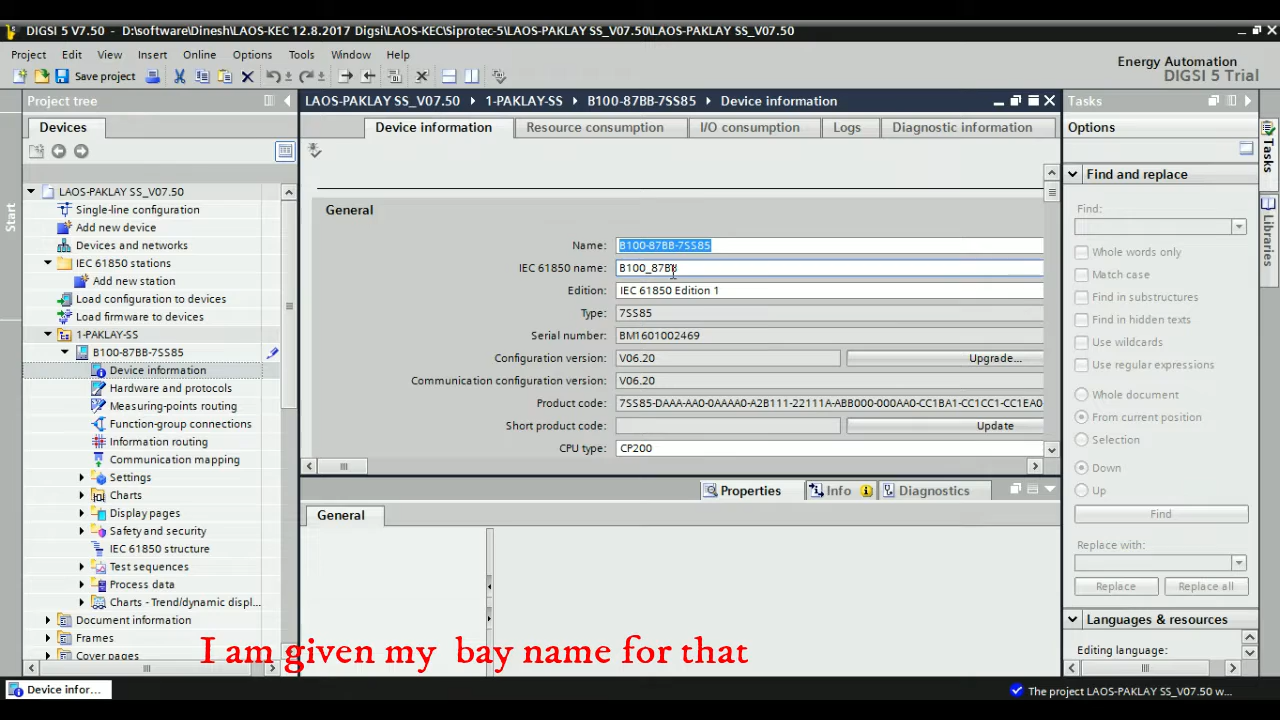 DIGSI 5 V7.50 - D:\software\Dinesh\LAOS-KEC 12.8.2017 Digsi\LAOS-KEC\Siprotec-5\LAOS-PAKLAY SS_V07.50\LAOS-PAKLAY SS_V07.50
Project Edit View Insert Online Options Tools Window Help
Energy Automation
DIGSI 5 Trial
Save project
Project tree
LAOS-PAKLAY SS_V07.50 1-PAKLAY-SS B100-87BB-7SS85 Device information
Tasks
Devices
Device information Resource consumption I/O consumption Logs Diagnostic information
Options
Start
LAOS-PAKLAY SS_V07.50
Single-line configuration
Add new device
Devices and networks
IEC 61850 stations
Add new station
Load configuration to devices
Load firmware to devices
1-PAKLAY-SS
B100-87BB-7SS85
Device information
Hardware and protocols
Measuring-points routing
Function-group connections
Information routing
Communication mapping
Settings
Charts
Display pages
Safety and security
IEC 61850 structure
Test sequences
Process data
Charts - Trend/dynamic displ...
Document information
Frames
Cover pages
General
Name: B100-87BB-7SS85
IEC 61850 name: B100_87BB
Edition: IEC 61850 Edition 1
Type: 7SS85
Serial number: BM1601002469
Configuration version: V06.20 Upgrade...
Communication configuration version: V06.20
Product code: 7SS85-DAAA-AA0-0AAAA0-A2B111-22111A-ABB000-000AA0-CC1BA1-CC1CC1-CC1EA0-
Short product code: Update
CPU type: CP200
Properties Info Diagnostics
General
Find and replace
Find:
Whole words only
Match case
Find in substructures
Find in hidden texts
Use wildcards
Use regular expressions
Whole document
From current position
Selection
Down
Up
Find
Replace with:
Replace Replace all
Languages & resources
Editing language:
Tasks
Libraries
I am given my bay name for that
Device infor...
The project LAOS-PAKLAY SS_V07.50 w...